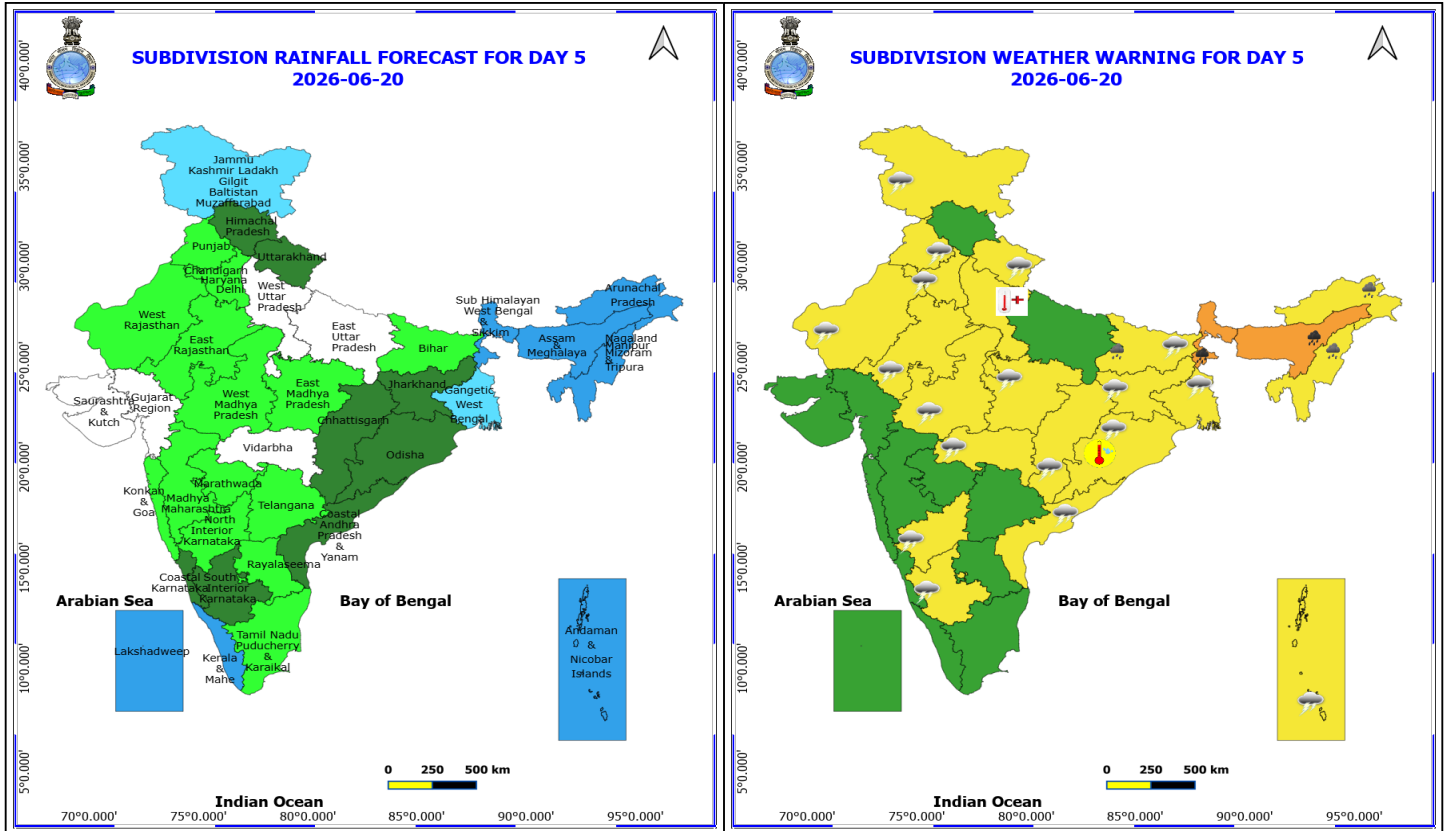 SUBDIVISION RAINFALL FORECAST FOR DAY 5
2026-06-20
40°0.000'
35°0.000'
30°0.000'
25°0.000'
20°0.000'
15°0.000'
10°0.000'
5°0.000'
Jammu
Kashmir Ladakh
Gilgit
Baltistan
Muzaffarabad
Himachal
Pradesh
Punjab
Uttarakhand
Chandigarh
Haryana
Delhi
West
Uttar
Pradesh
West
Rajasthan
East
Rajasthan
East
Uttar
Pradesh
Bihar
Sub Himalayan
West Bengal
&
Sikkim
Arunachal
Pradesh
Assam
&
Meghalaya
Nagaland
Manipur
Mizoram
&
Tripura
Saurashtra
&
Kutch
Gujarat
Region
West
Madhya
Pradesh
East
Madhya
Pradesh
Jharkhand
Gangetic
West
Bengal
Chhattisgarh
Odisha
Vidarbha
Konkan
&
Goa
Madhya
Maharashtra
Marathwada
Telangana
North
Interior
Karnataka
Coastal
Andhra
Pradesh
&
Yanam
Rayalaseema
Coastal
Karnataka
South
Interior
Karnataka
Tamil Nadu
Puducherry
&
Karaikal
Kerala
&
Mahe
Lakshadweep
Andaman
&
Nicobar
Islands
Arabian Sea
Bay of Bengal
0 250 500 km
Indian Ocean
70°0.000' 75°0.000' 80°0.000' 85°0.000' 90°0.000' 95°0.000'
SUBDIVISION WEATHER WARNING FOR DAY 5
2026-06-20
40°0.000'
35°0.000'
30°0.000'
25°0.000'
20°0.000'
15°0.000'
10°0.000'
5°0.000'
Arabian Sea
Bay of Bengal
0 250 500 km
Indian Ocean
70°0.000' 75°0.000' 80°0.000' 85°0.000' 90°0.000' 95°0.000'